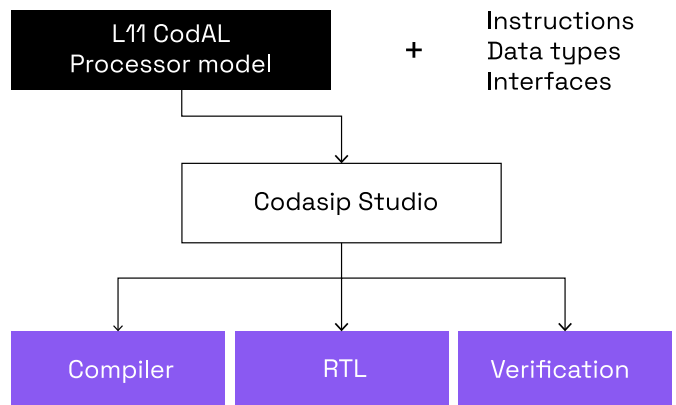 L11 CodAL
Processor model
+
Instructions
Data types
Interfaces
Codasip Studio
Compiler
RTL
Verification